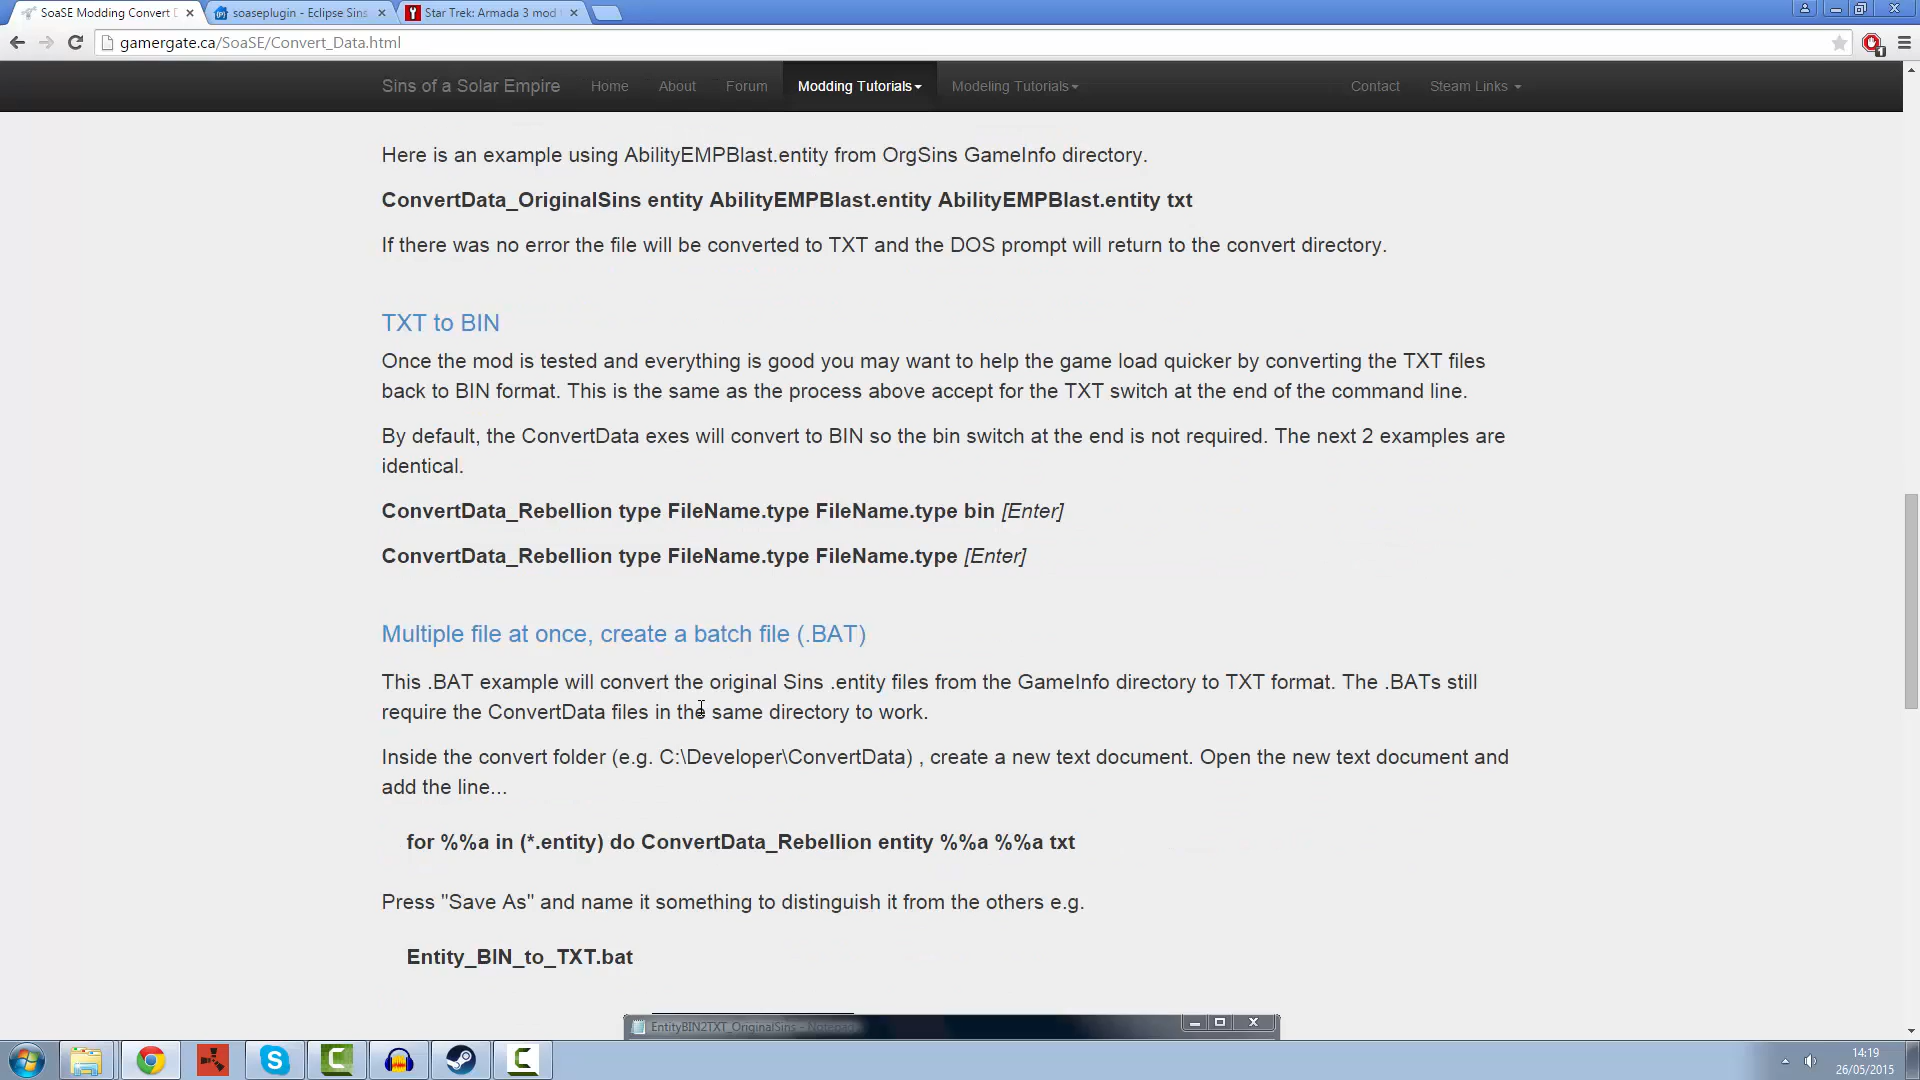 SoaSE Modding Convert D
soaseplugin - Eclipse Sins
Star Trek: Armada 3 mod
gamergate.ca/SoaSE/Convert_Data.html
1
Sins of a Solar Empire
Home
About
Forum
Modding Tutorials
Modeling Tutorials
Contact
Steam Links
Here is an example using AbilityEMPBlast.entity from OrgSins GameInfo directory.
ConvertData_OriginalSins entity AbilityEMPBlast.entity AbilityEMPBlast.entity txt
If there was no error the file will be converted to TXT and the DOS prompt will return to the convert directory.
TXT to BIN
Once the mod is tested and everything is good you may want to help the game load quicker by converting the TXT files
back to BIN format. This is the same as the process above accept for the TXT switch at the end of the command line.
By default, the ConvertData exes will convert to BIN so the bin switch at the end is not required. The next 2 examples are
identical.
ConvertData_Rebellion type FileName.type FileName.type bin [Enter]
ConvertData_Rebellion type FileName.type FileName.type [Enter]
Multiple file at once, create a batch file (.BAT)
This .BAT example will convert the original Sins .entity files from the GameInfo directory to TXT format. The .BATs still
require the ConvertData files in the same directory to work.
Inside the convert folder (e.g. C:\Developer\ConvertData) , create a new text document. Open the new text document and
add the line...
for %%a in (*.entity) do ConvertData_Rebellion entity %%a %%a txt
Press "Save As" and name it something to distinguish it from the others e.g.
Entity_BIN_to_TXT.bat
EntityBIN2TXT_OriginalSins - Notepad
14:19
26/05/2015